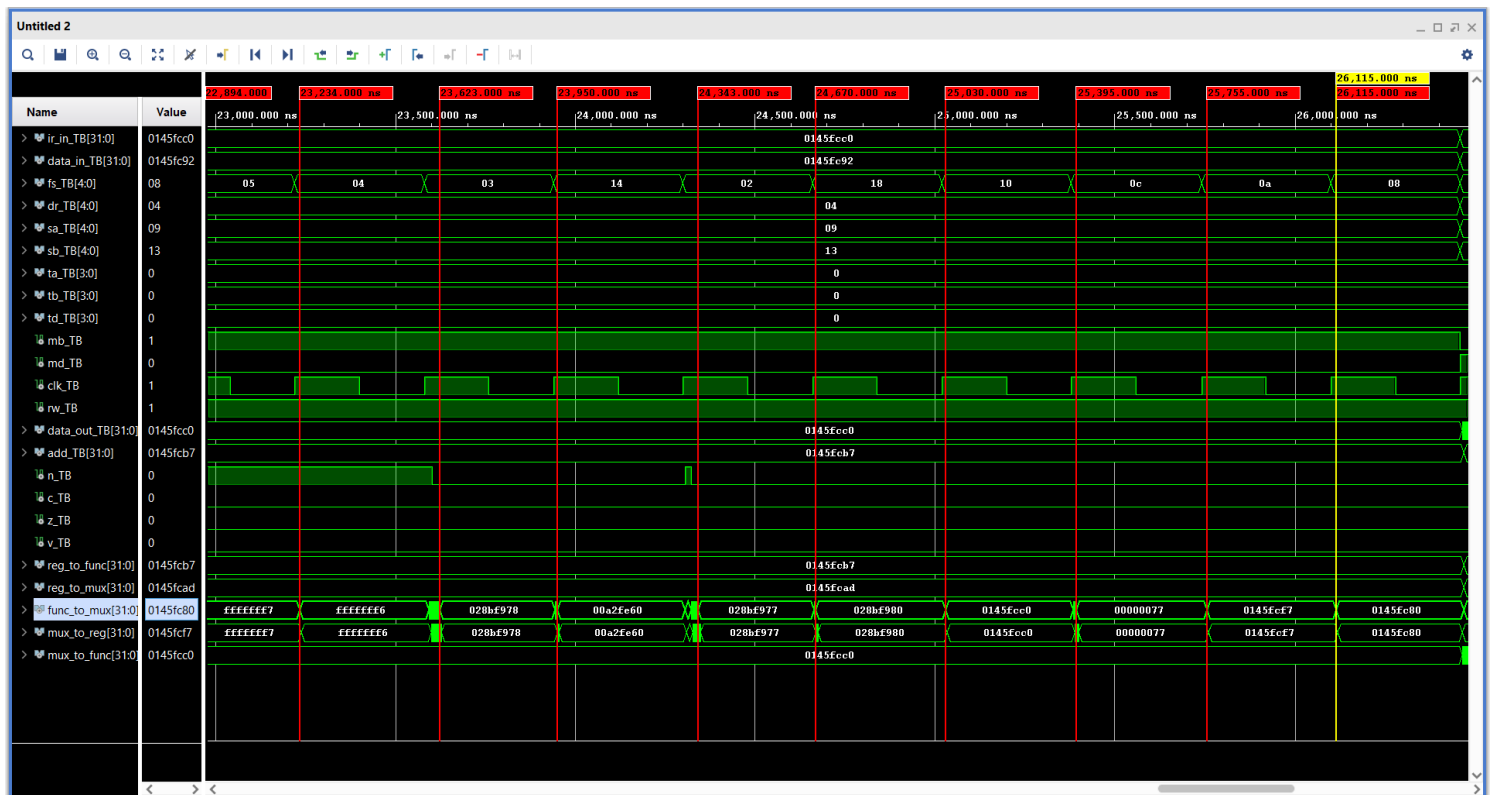 Untitled 2
26,115.000 ns
22,894.000 23,234.000 ns 23,623.000 ns 23,950.000 ns 24,343.000 ns 24,670.000 ns 25,030.000 ns 25,395.000 ns 25,755.000 ns 26,115.000 ns
Name Value 23,000.000 ns 23,500.000 ns 24,000.000 ns 24,500.000 ns 25,000.000 ns 25,500.000 ns 26,000.000 ns
ir_in_TB[31:0] 0145fcc0 0145fcc0
data_in_TB[31:0] 0145fc92 0145fc92
fs_TB[4:0] 08 05 04 03 14 02 18 10 0c 0a 08
dr_TB[4:0] 04 04
sa_TB[4:0] 09 09
sb_TB[4:0] 13 13
ta_TB[3:0] 0 0
tb_TB[3:0] 0 0
td_TB[3:0] 0 0
mb_TB 1
md_TB 0
clk_TB 1
rw_TB 1
data_out_TB[31:0] 0145fcc0 0145fcc0
add_TB[31:0] 0145fcb7 0145fcb7
n_TB 0
c_TB 0
z_TB 0
v_TB 0
reg_to_func[31:0] 0145fcb7 0145fcb7
reg_to_mux[31:0] 0145fcad 0145fcad
func_to_mux[31:0] 0145fc80 fffffff7 fffffff6 028bf978 00a2fe60 028bf977 028bf980 0145fcc0 00000077 0145fcf7 0145fc80
mux_to_reg[31:0] 0145fcf7 fffffff7 fffffff6 028bf978 00a2fe60 028bf977 028bf980 0145fcc0 00000077 0145fcf7 0145fc80
mux_to_func[31:0] 0145fcc0 0145fcc0